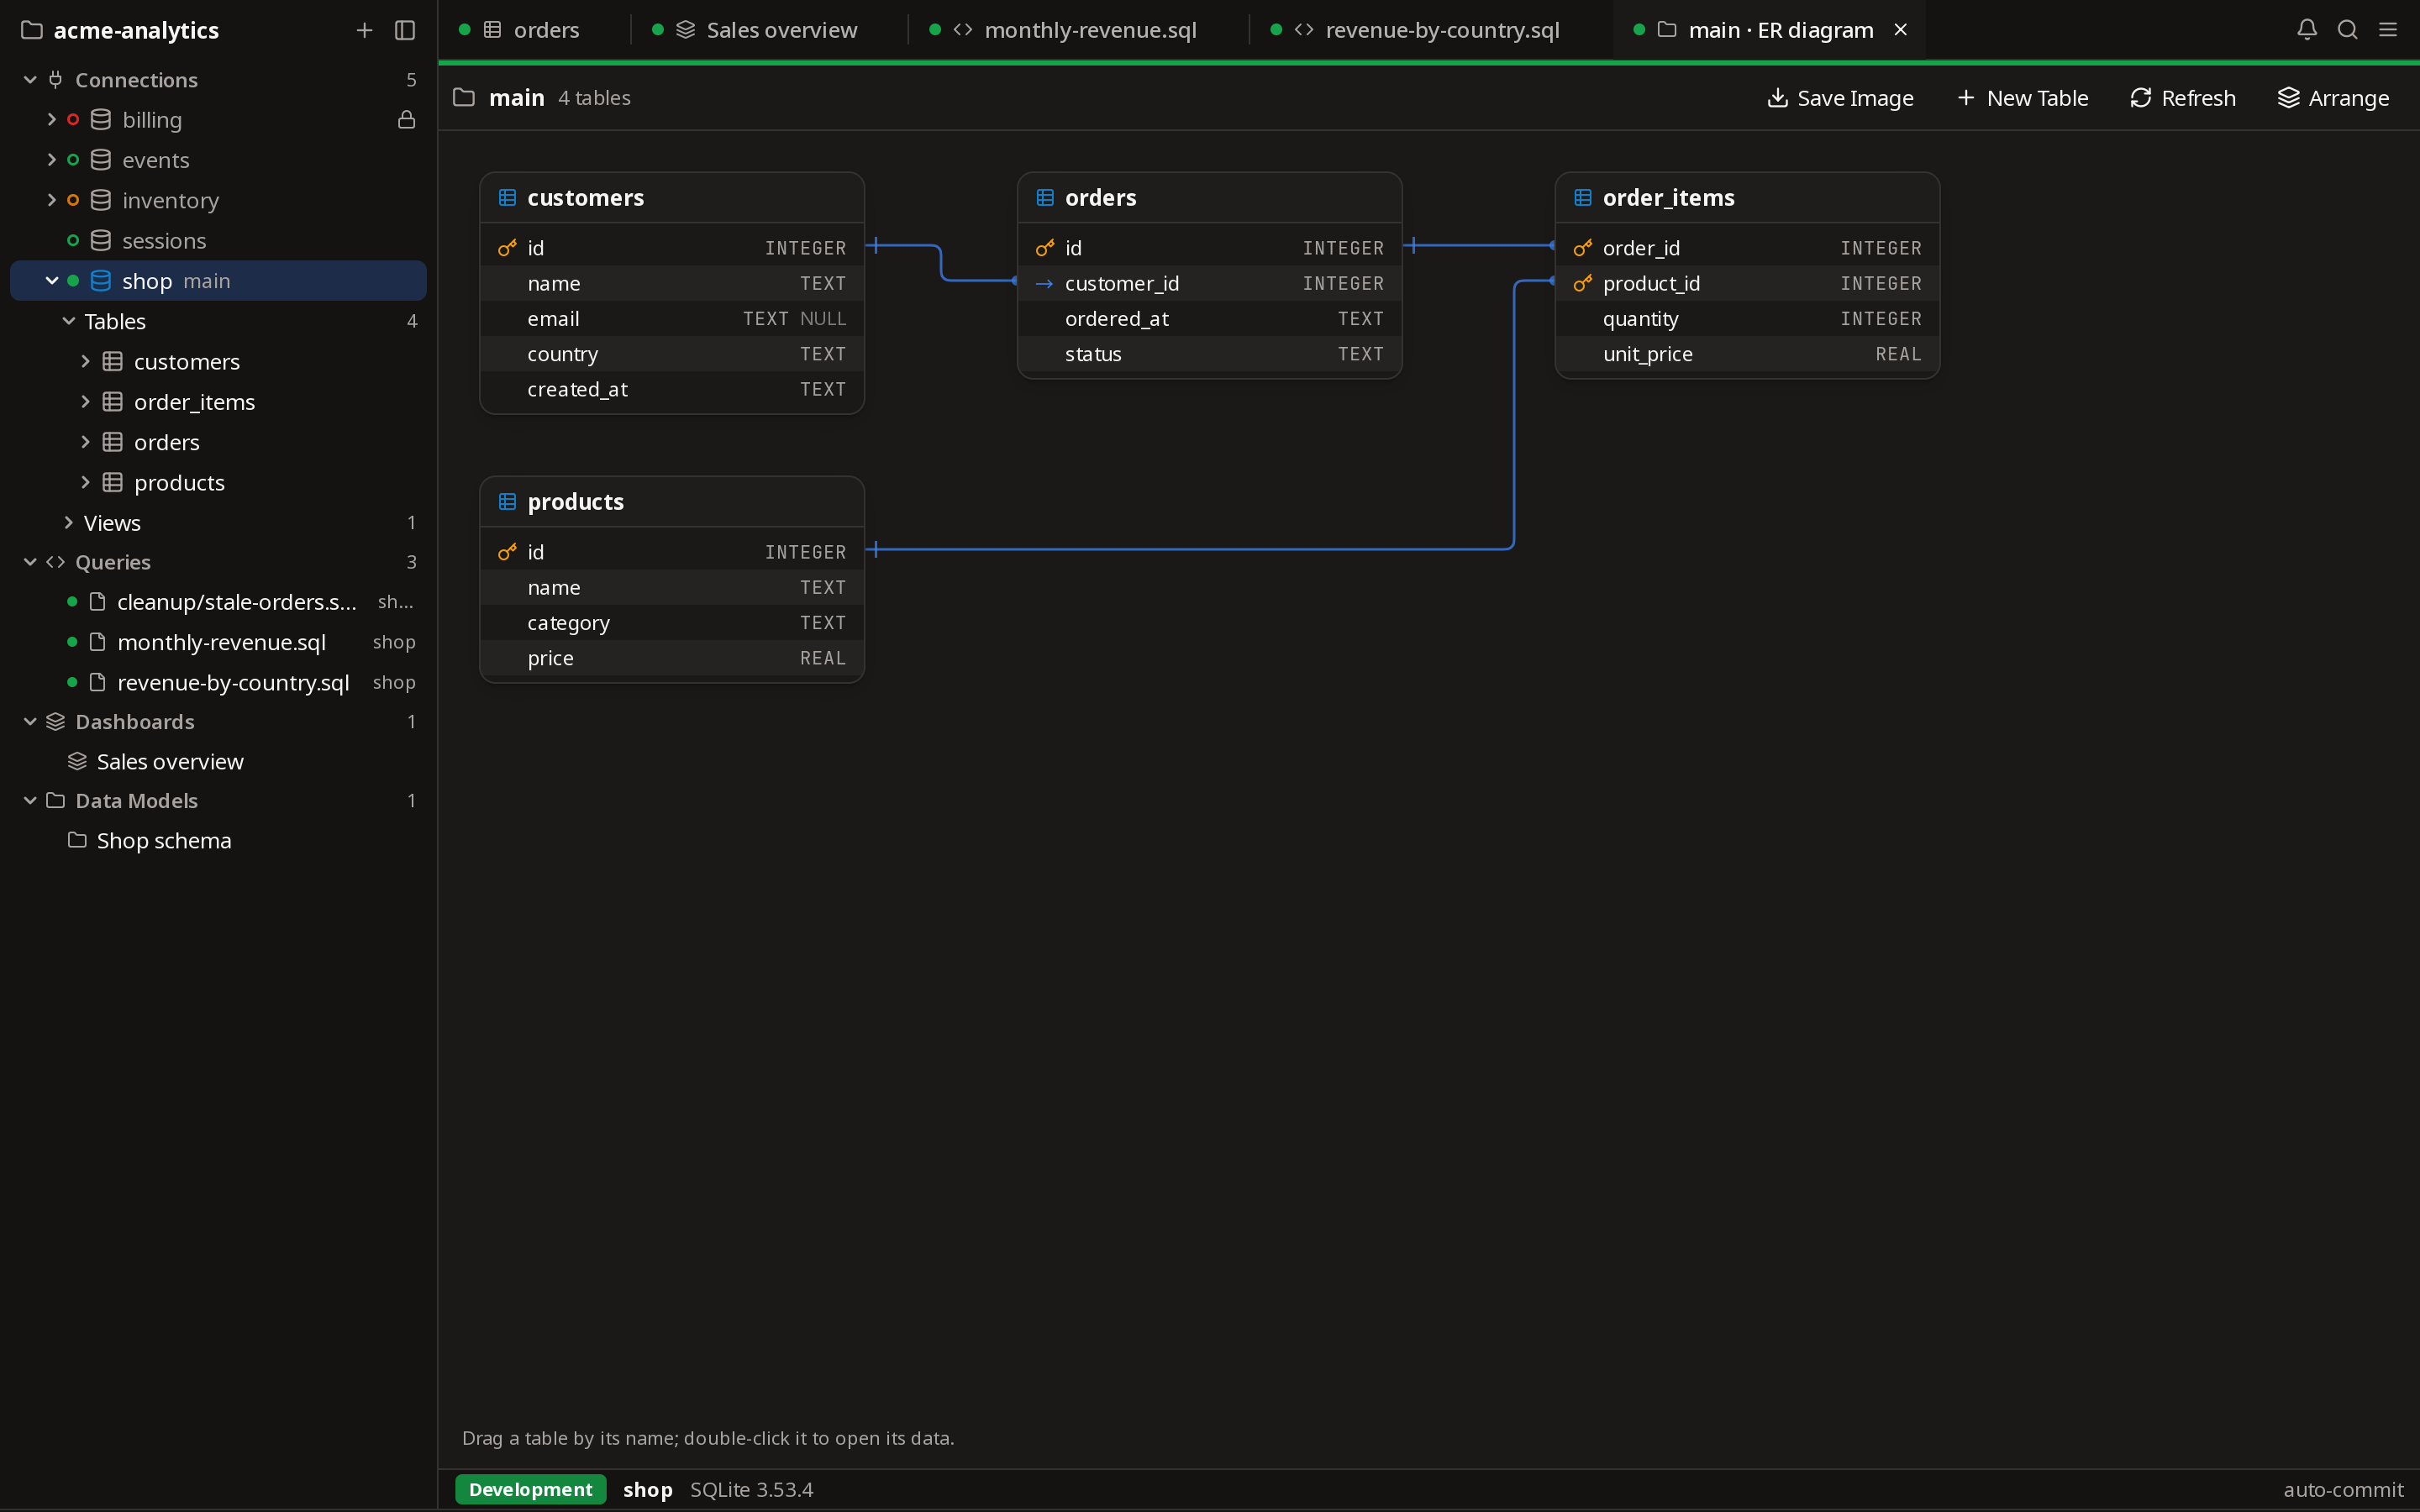 acme-analytics
Connections 5
billing
events
inventory
sessions
shop main
Tables 4
customers
order_items
orders
products
Views 1
Queries 3
cleanup/stale-orders.s... sh...
monthly-revenue.sql shop
revenue-by-country.sql shop
Dashboards 1
Sales overview
Data Models 1
Shop schema
orders Sales overview monthly-revenue.sql revenue-by-country.sql main · ER diagram
main 4 tables Save Image New Table Refresh Arrange
customers
id INTEGER
name TEXT
email TEXT NULL
country TEXT
created_at TEXT
orders
id INTEGER
customer_id INTEGER
ordered_at TEXT
status TEXT
order_items
order_id INTEGER
product_id INTEGER
quantity INTEGER
unit_price REAL
products
id INTEGER
name TEXT
category TEXT
price REAL
Drag a table by its name; double-click it to open its data.
Development shop SQLite 3.53.4 auto-commit